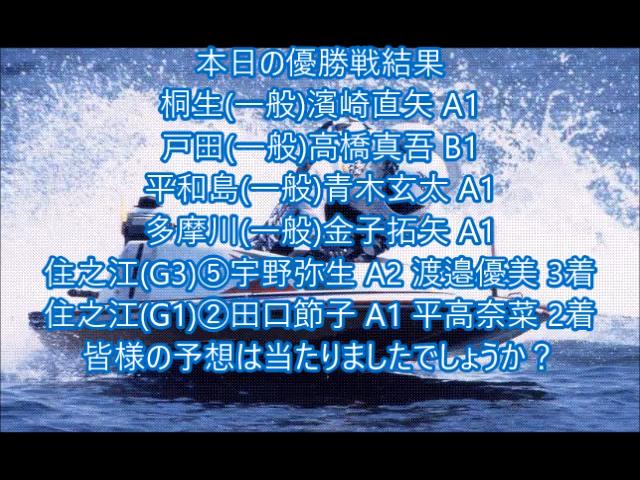 本日の優勝戦結果
桐生(一般)濱崎直矢 A1
戸田(一般)高橋真吾 B1
平和島(一般)青木玄太 A1
多摩川(一般)金子拓矢 A1
住之江(G3)⑤宇野弥生 A2 渡邉優美 3着
住之江(G1)②田口節子 A1 平高奈菜 2着
皆様の予想は当たりましたでしょうか？